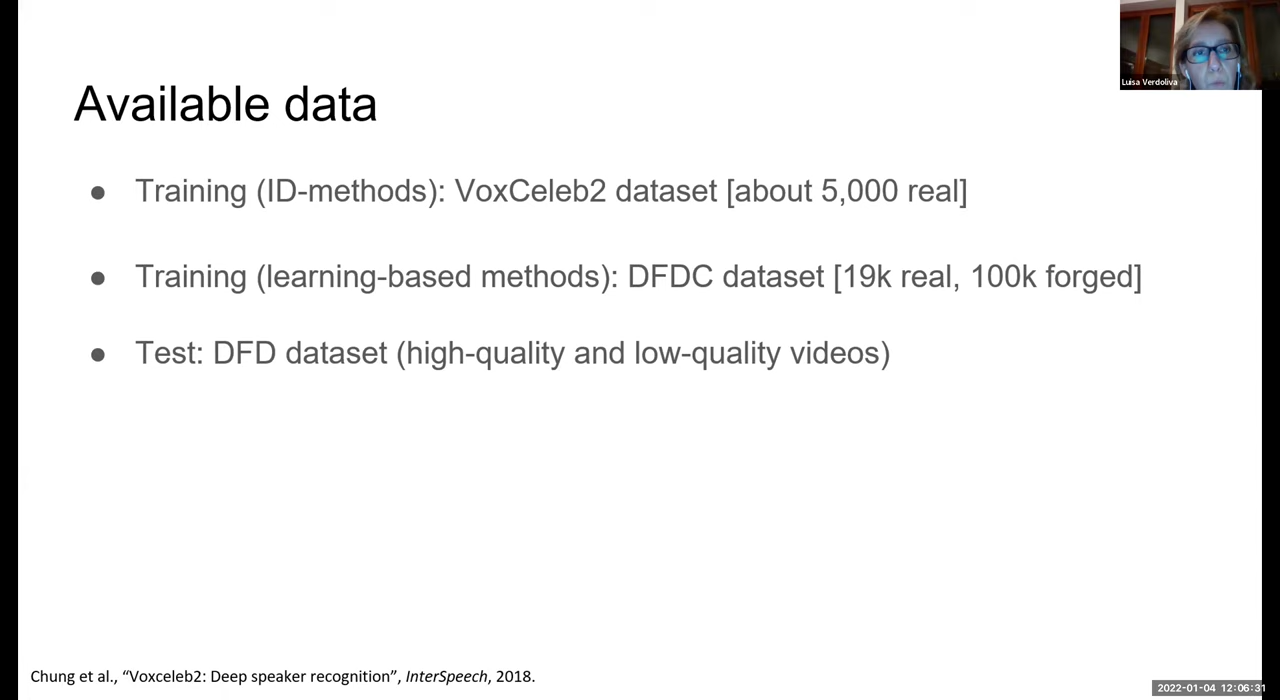 Luisa Verdoliva
Available data
● Training (ID-methods): VoxCeleb2 dataset [about 5,000 real]
● Training (learning-based methods): DFDC dataset [19k real, 100k forged]
● Test: DFD dataset (high-quality and low-quality videos)
Chung et al., “Voxceleb2: Deep speaker recognition”, InterSpeech, 2018.
2022-01-04 12:06:31